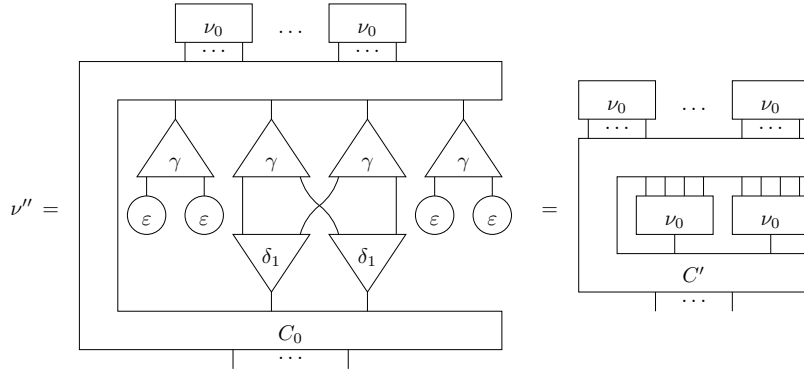 ν₀ … ν₀
… …
ν₀ … ν₀
… …
γ γ γ γ
ν″ = ε ε ε ε =
ν₀ ν₀
δ₁ δ₁
C′
…
C₀
…